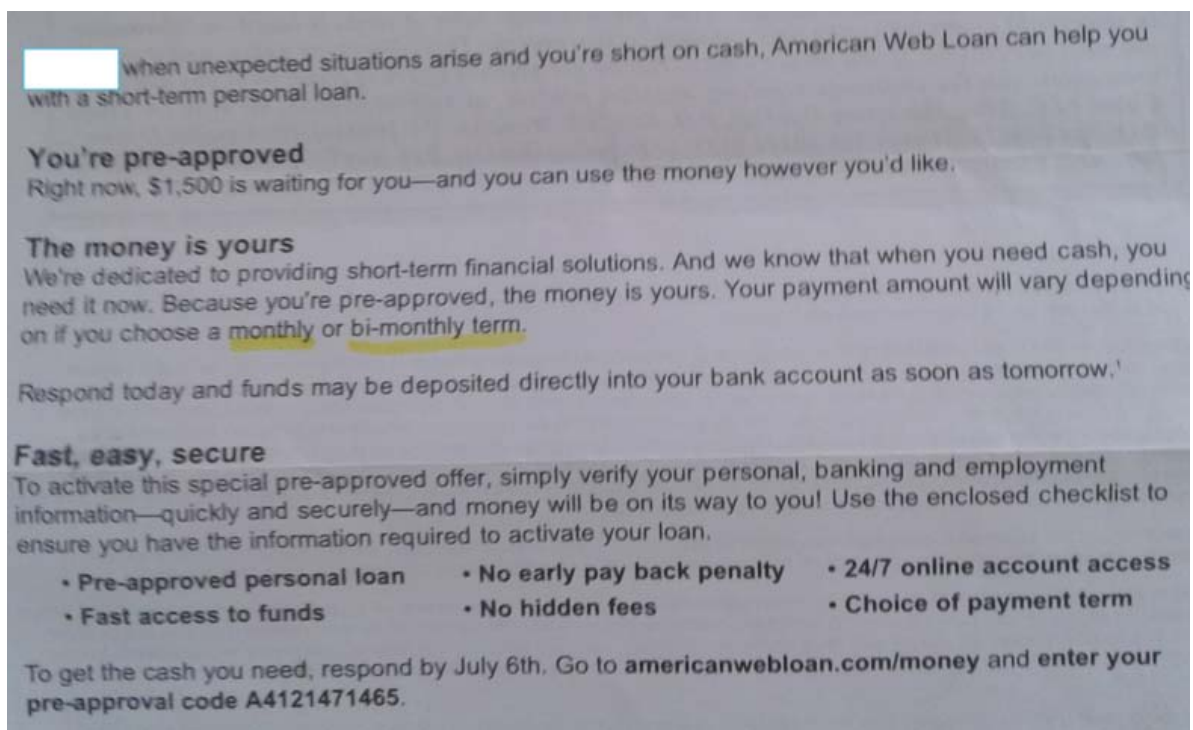 when unexpected situations arise and you're short on cash, American Web Loan can help you
with a short-term personal loan.
You're pre-approved
Right now, $1,500 is waiting for you—and you can use the money however you'd like.
The money is yours
We're dedicated to providing short-term financial solutions. And we know that when you need cash, you
need it now. Because you're pre-approved, the money is yours. Your payment amount will vary depending
on if you choose a monthly or bi-monthly term.
Respond today and funds may be deposited directly into your bank account as soon as tomorrow.¹
Fast, easy, secure
To activate this special pre-approved offer, simply verify your personal, banking and employment
information—quickly and securely—and money will be on its way to you! Use the enclosed checklist to
ensure you have the information required to activate your loan.
• Pre-approved personal loan • No early pay back penalty • 24/7 online account access
• Fast access to funds • No hidden fees • Choice of payment term
To get the cash you need, respond by July 6th. Go to americanwebloan.com/money and enter your
pre-approval code A4121471465.